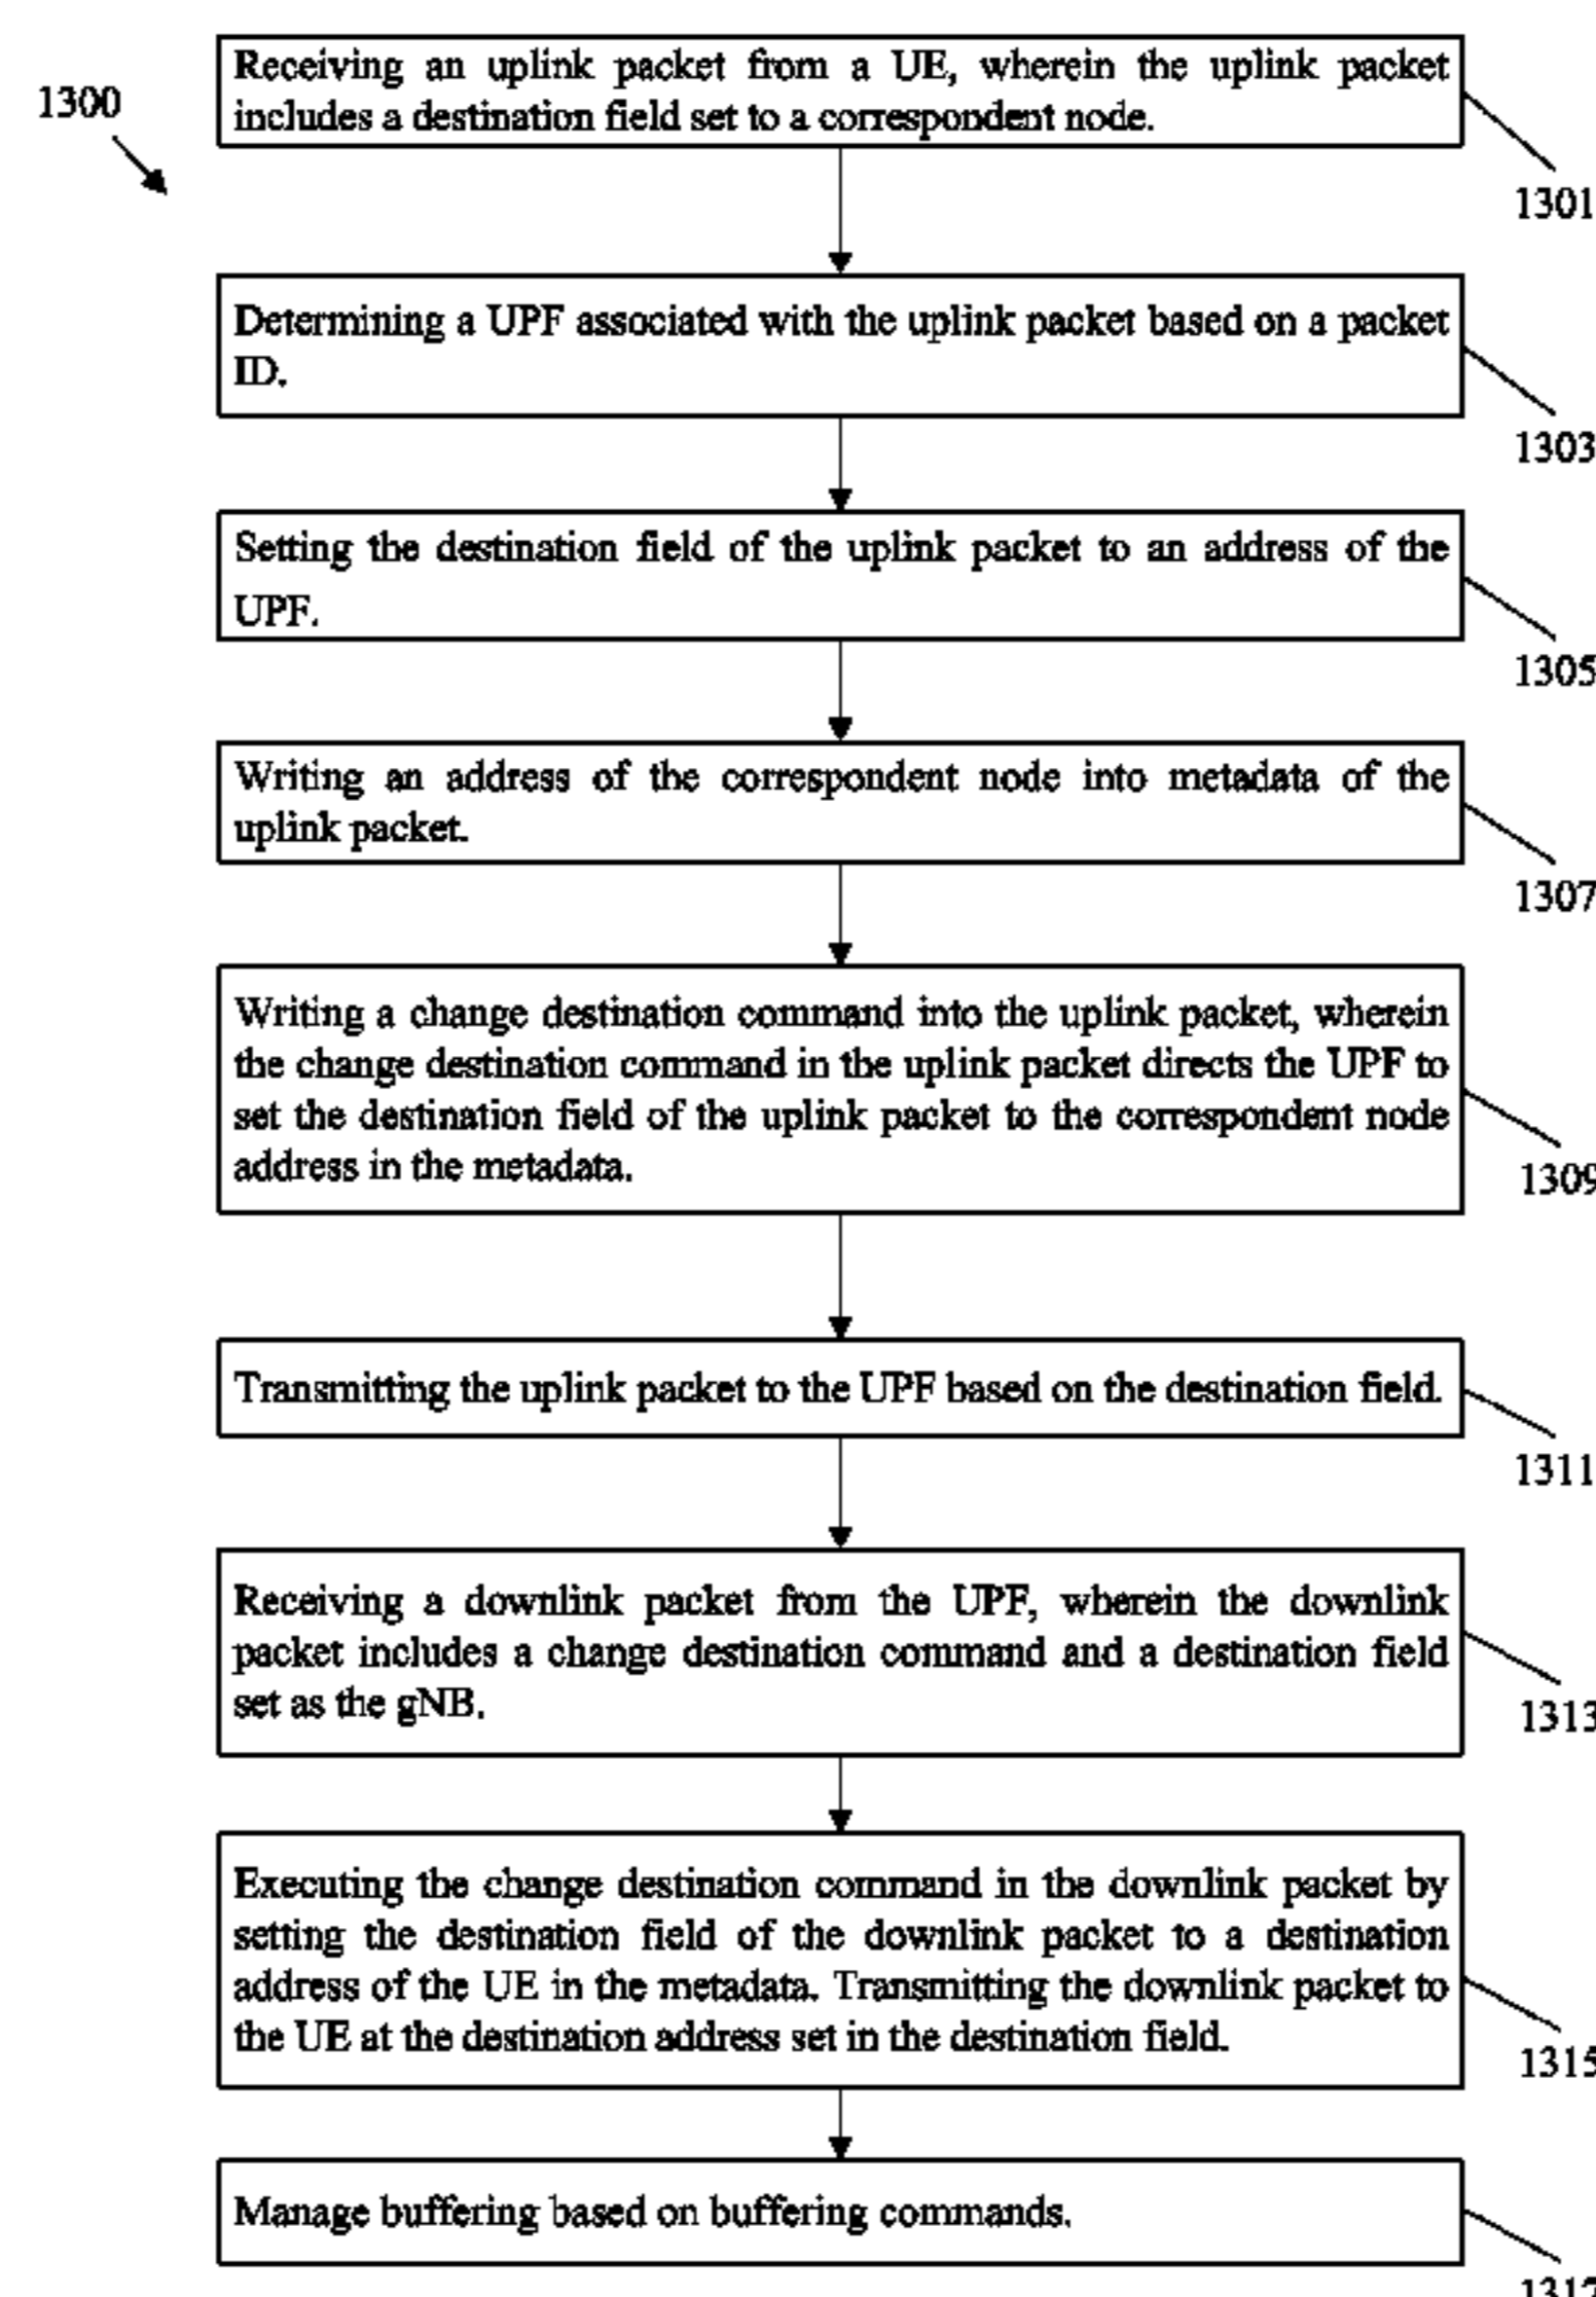 1300
Receiving an uplink packet from a UE, wherein the uplink packet
includes a destination field set to a correspondent node.
1301
Determining a UPF associated with the uplink packet based on a packet
ID.
1303
Setting the destination field of the uplink packet to an address of the
UPF.
1305
Writing an address of the correspondent node into metadata of the
uplink packet.
1307
Writing a change destination command into the uplink packet, wherein
the change destination command in the uplink packet directs the UPF to
set the destination field of the uplink packet to the correspondent node
address in the metadata.
1309
Transmitting the uplink packet to the UPF based on the destination field.
1311
Receiving a downlink packet from the UPF, wherein the downlink
packet includes a change destination command and a destination field
set as the gNB.
1313
Executing the change destination command in the downlink packet by
setting the destination field of the downlink packet to a destination
address of the UE in the metadata. Transmitting the downlink packet to
the UE at the destination address set in the destination field.
1315
Manage buffering based on buffering commands.
1317